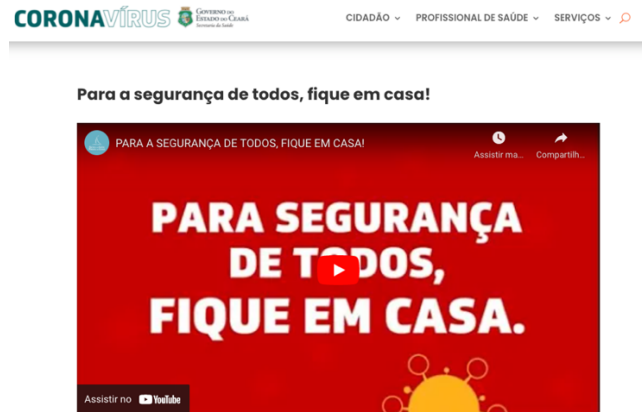 CORONAVÍRUS
GOVERNO DO
ESTADO DO CEARÁ
Secretaria da Saúde
CIDADÃO
PROFISSIONAL DE SAÚDE
SERVIÇOS
Para a segurança de todos, fique em casa!
PARA A SEGURANÇA DE TODOS, FIQUE EM CASA!
Assistir ma...
Compartilh...
PARA SEGURANÇA
DE TODOS,
FIQUE EM CASA.
Assistir no YouTube